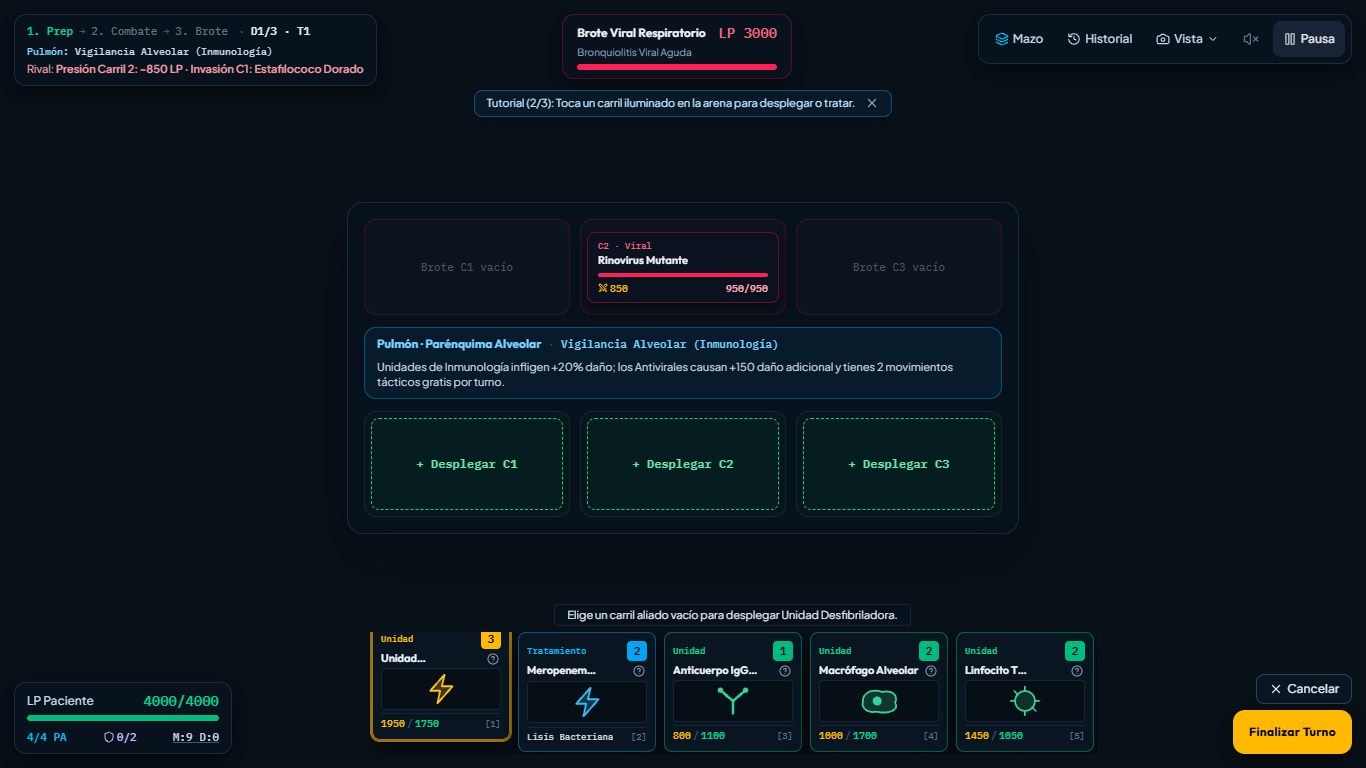 1. Prep → 2. Combate → 3. Brote · D1/3 · T1
Pulmón: Vigilancia Alveolar (Inmunología)
Rival: Presión Carril 2: -850 LP · Invasión C1: Estafilococo Dorado
Brote Viral Respiratorio LP 3000
Bronquiolitis Viral Aguda
Mazo Historial Vista Pausa
Tutorial (2/3): Toca un carril iluminado en la arena para desplegar o tratar.
Brote C1 vacío
C2 · Viral
Rinovirus Mutante
850 950/950
Brote C3 vacío
Pulmón · Parénquima Alveolar · Vigilancia Alveolar (Inmunología)
Unidades de Inmunología infligen +20% daño; los Antivirales causan +150 daño adicional y tienes 2 movimientos
tácticos gratis por turno.
+ Desplegar C1
+ Desplegar C2
+ Desplegar C3
Elige un carril aliado vacío para desplegar Unidad Desfibriladora.
Unidad 3
Unidad...
1950 / 1750 [1]
Tratamiento 2
Meropenem...
Lisis Bacteriana [2]
Unidad 1
Anticuerpo IgG...
800 / 1100 [3]
Unidad 2
Macrófago Alveolar
1000 / 1700 [4]
Unidad 2
Linfocito T...
1450 / 1050 [5]
LP Paciente 4000/4000
4/4 PA 0/2 M:9 D:0
Cancelar
Finalizar Turno